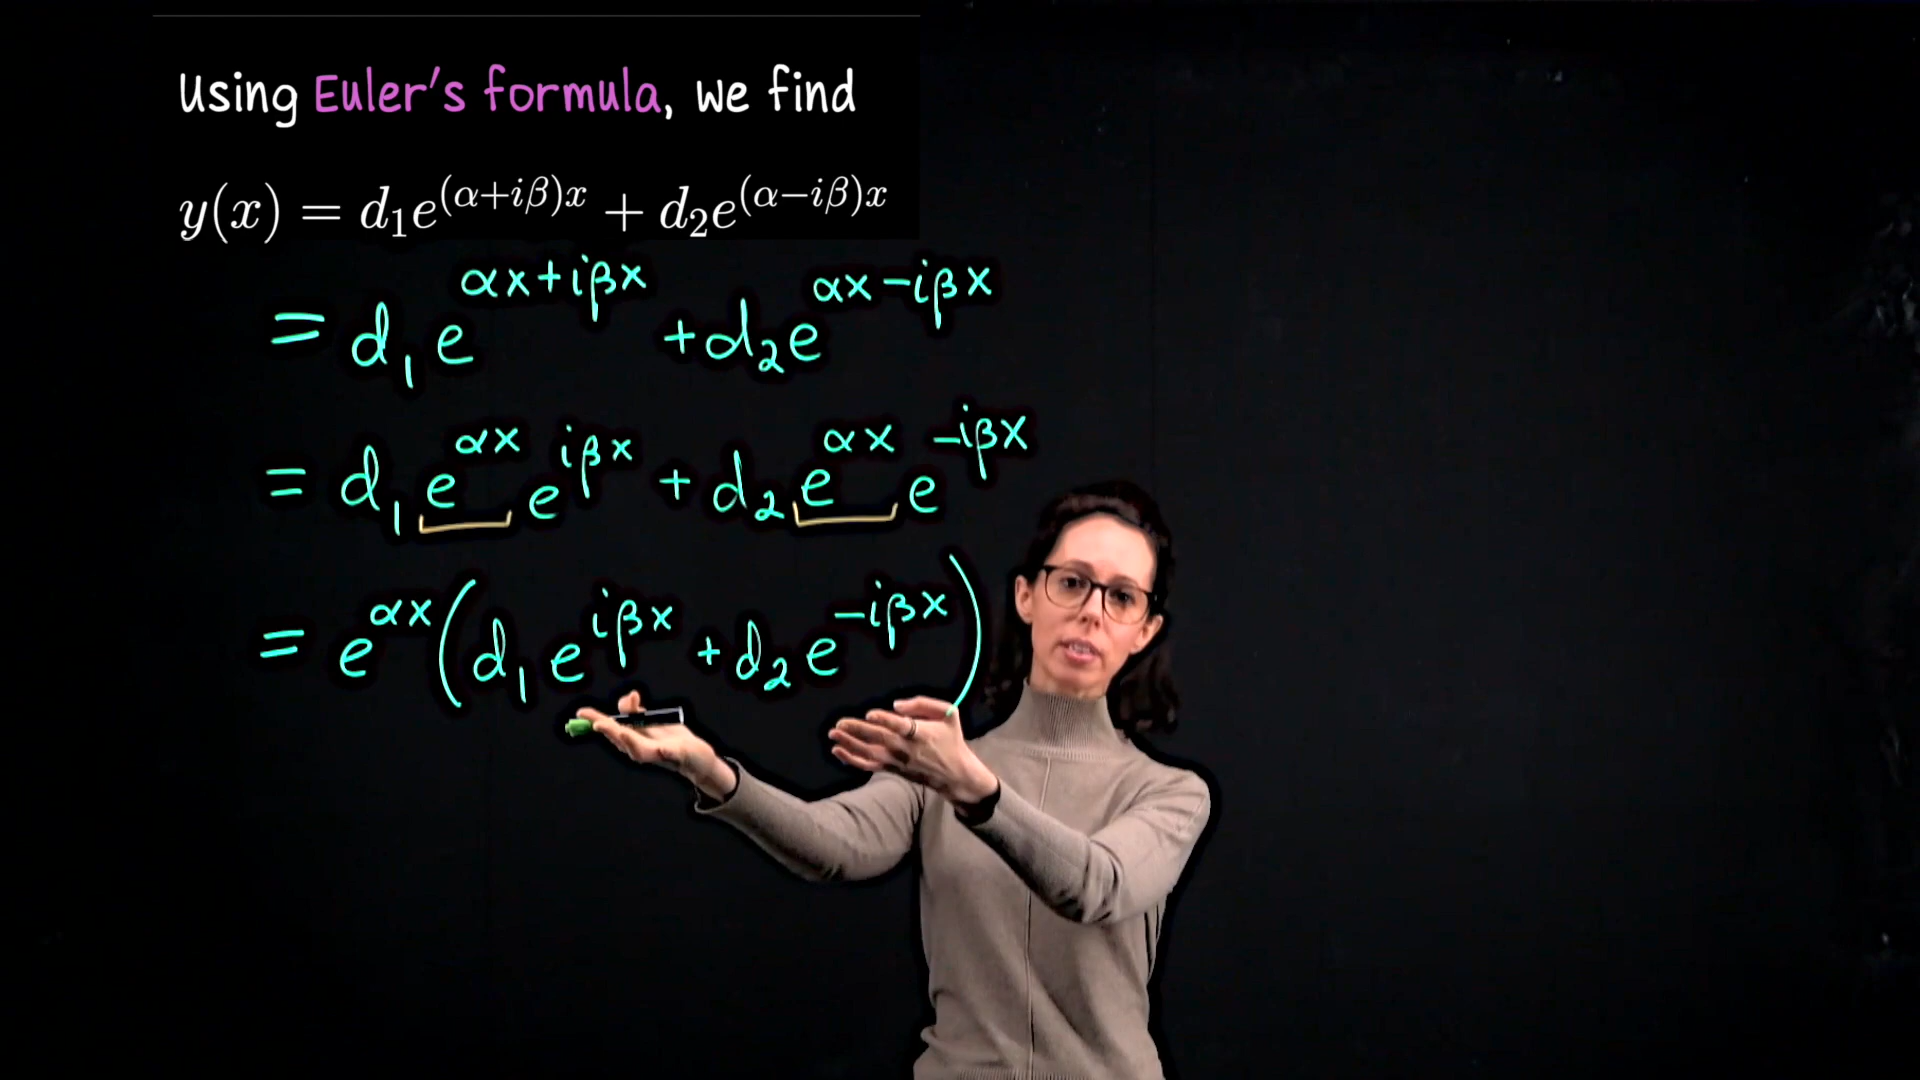 Using Euler's formula, we find
y(x) = d₁e^{(α+iβ)x} + d₂e^{(α−iβ)x}
= d₁e^{αx+iβx} + d₂e^{αx−iβx}
= d₁e^{αx}e^{iβx} + d₂e^{αx}e^{−iβx}
= e^{αx}(d₁e^{iβx} + d₂e^{−iβx})